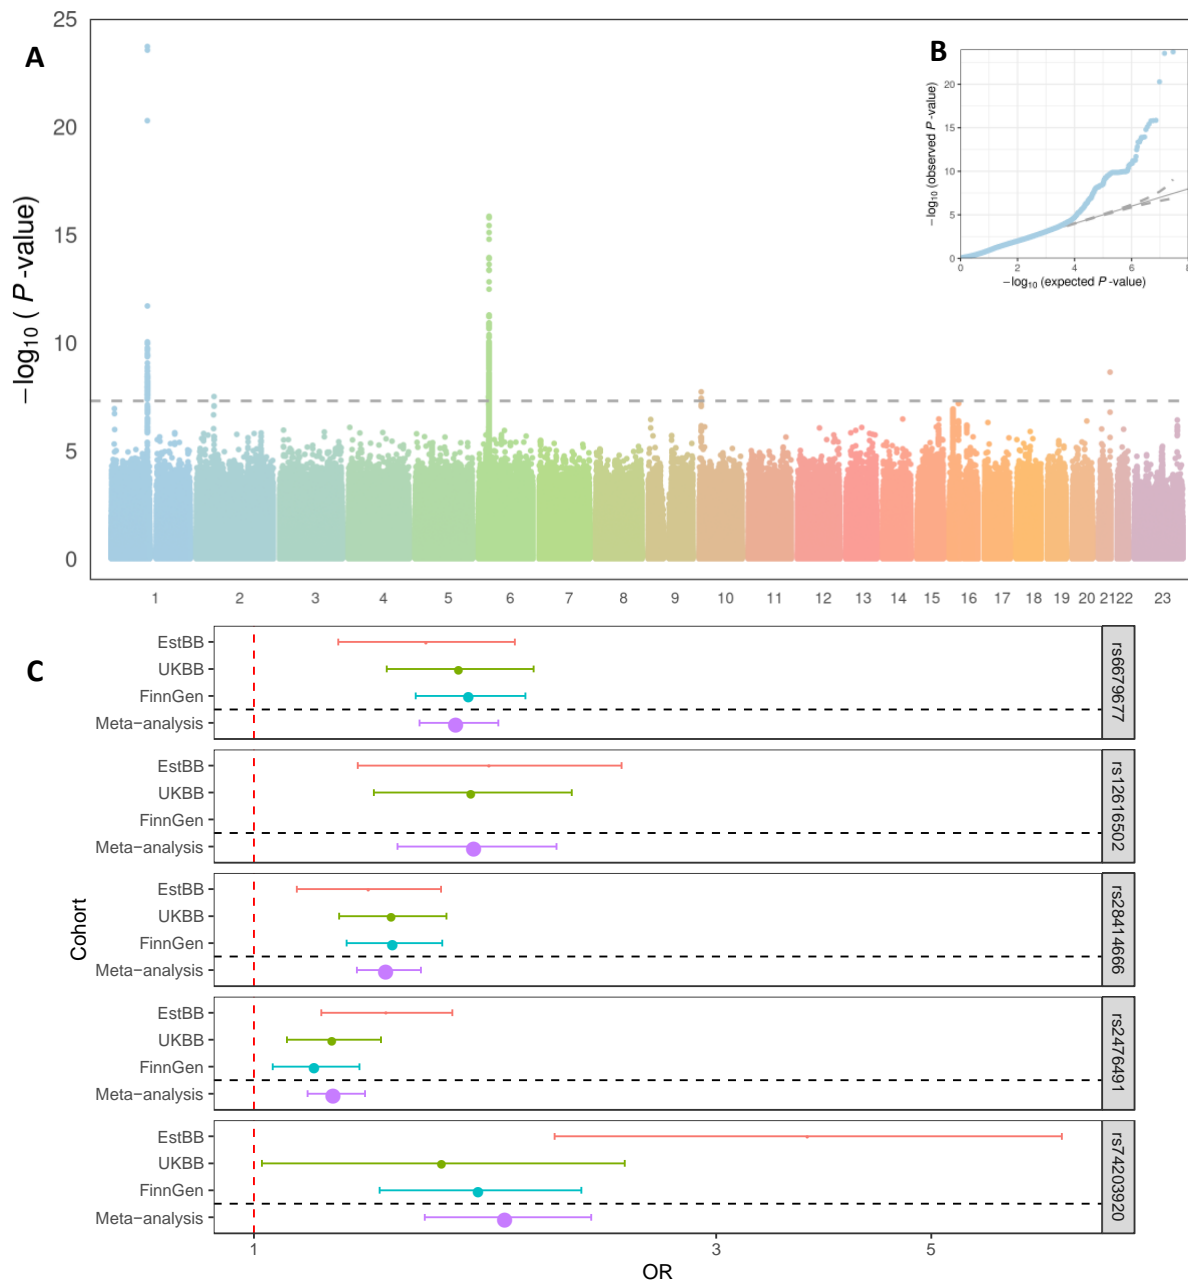 A
25
20
15
10
5
0
−log10 ( P -value)
1 2 3 4 5 6 7 8 9 10 11 12 13 14 15 16 17 18 19 20 21 22 23
B
20
15
10
5
0
−log10 (observed P -value)
0 2 4 6 8
−log10 (expected P -value)
C
Cohort
EstBB
UKBB
FinnGen
Meta−analysis
rs6679677
EstBB
UKBB
FinnGen
Meta−analysis
rs12616502
EstBB
UKBB
FinnGen
Meta−analysis
rs28414666
EstBB
UKBB
FinnGen
Meta−analysis
rs2476491
EstBB
UKBB
FinnGen
Meta−analysis
rs74203920
1 3 5
OR